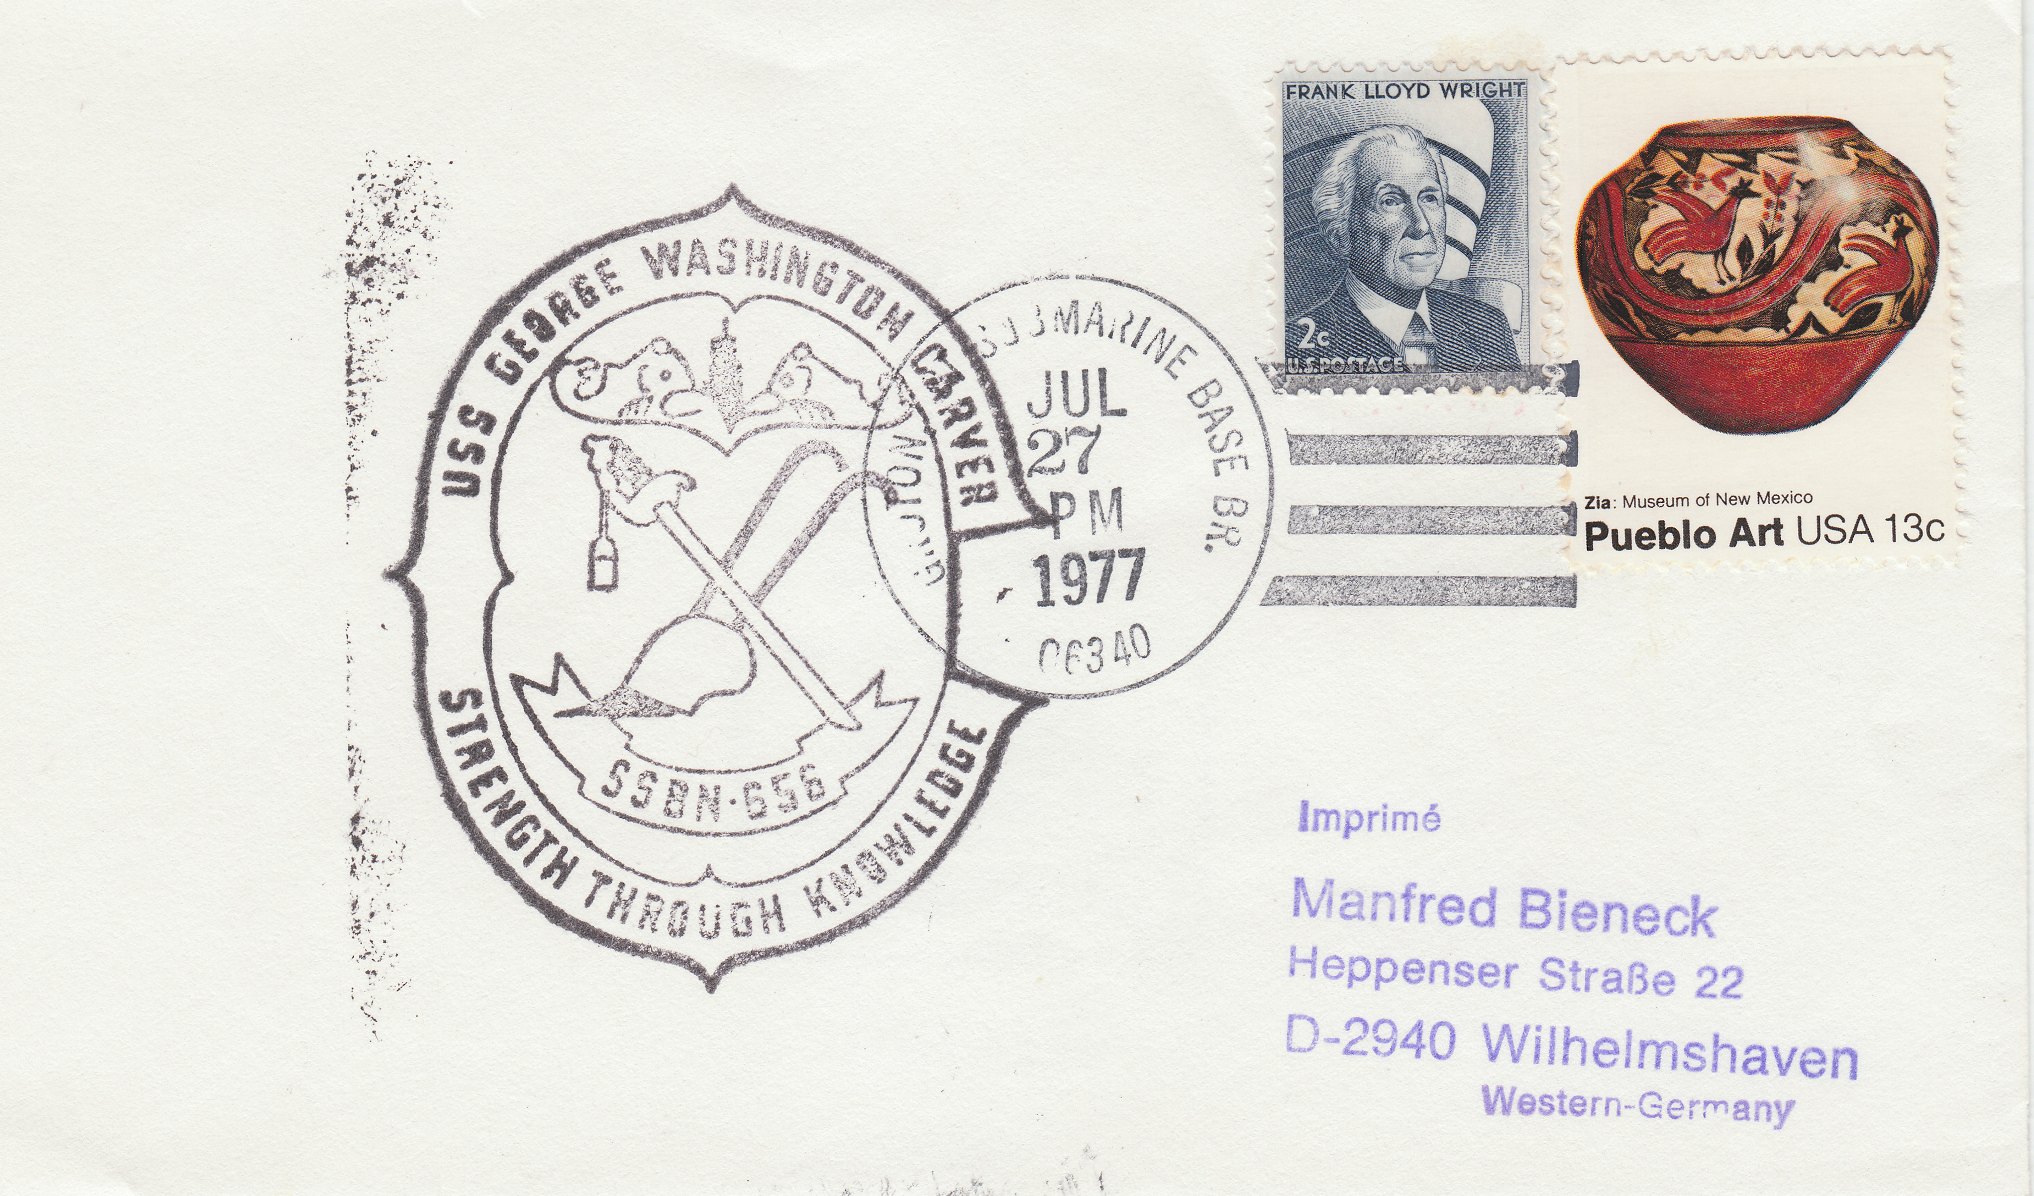 USS GEORGE WASHINGTON CARVER
SSBN-656
STRENGTH THROUGH KNOWLEDGE
SUBMARINE BASE BR.
JUL
27
PM
1977
06340
FRANK LLOYD WRIGHT
2c
U.S. POSTAGE
Zia: Museum of New Mexico
Pueblo Art USA 13c
Imprimé
Manfred Bieneck
Heppenser Straße 22
D-2940 Wilhelmshaven
Western-Germany